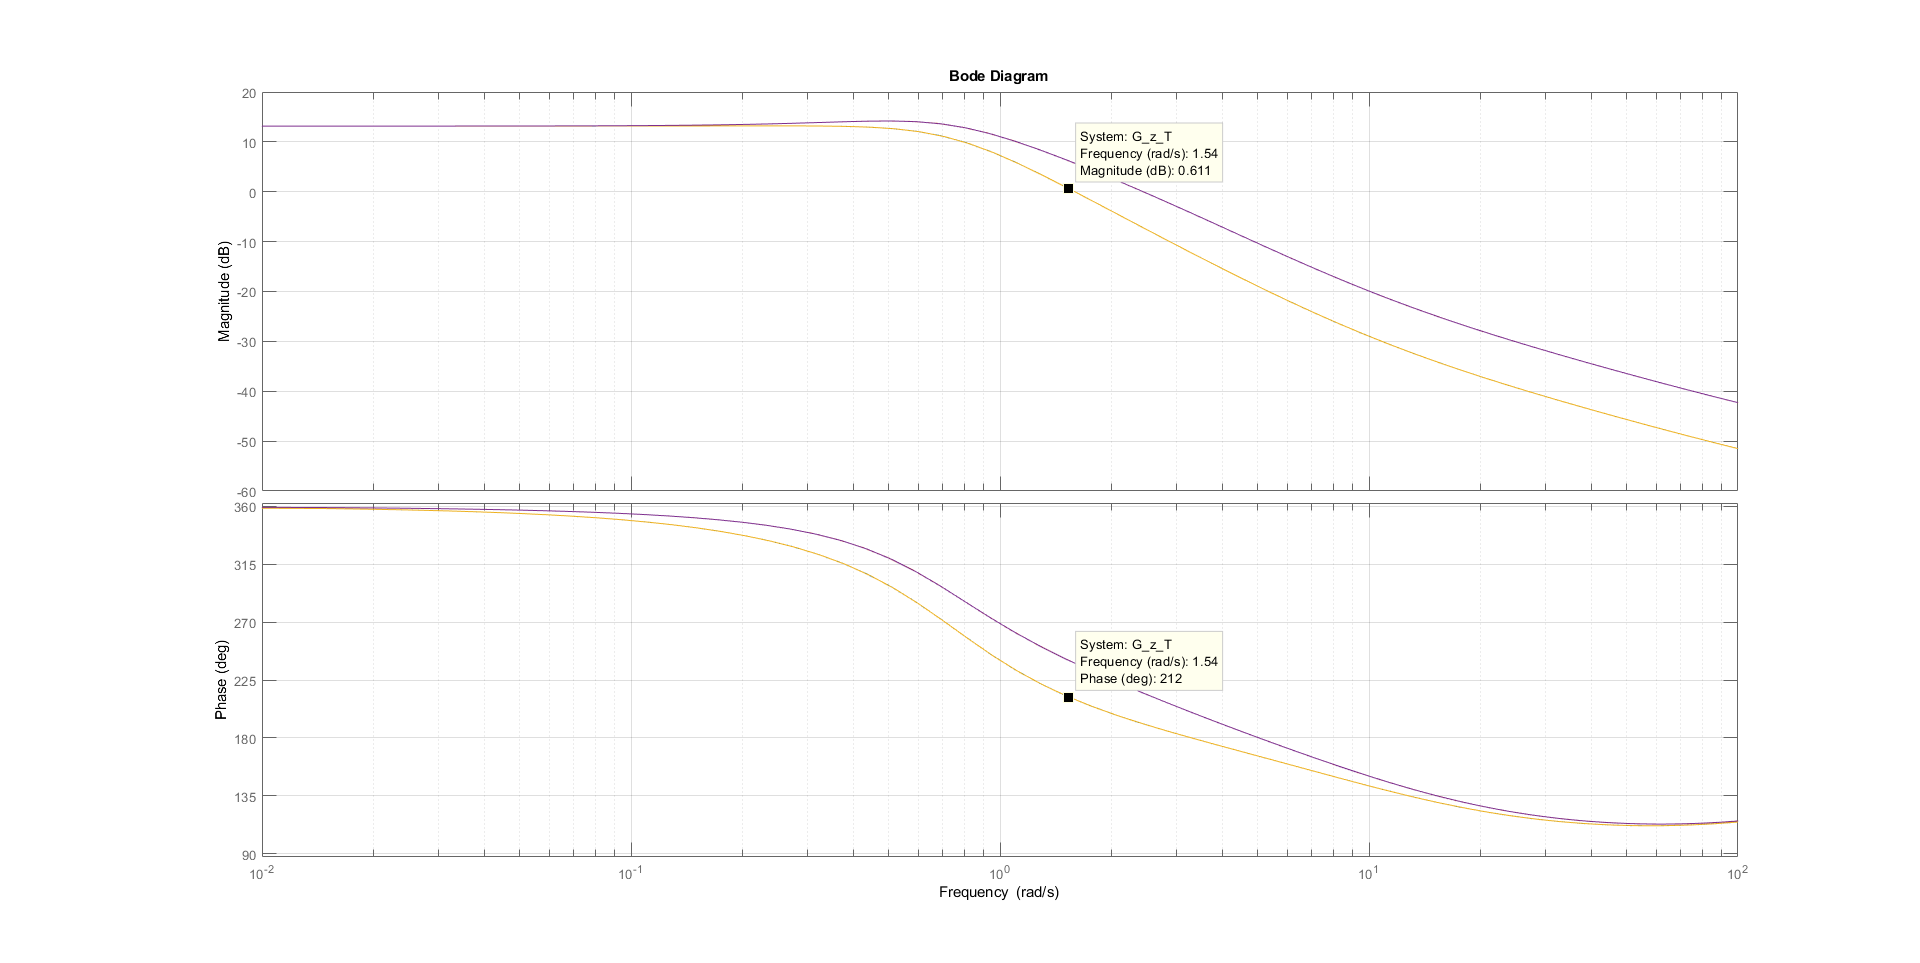 Bode Diagram
20
10
0
-10
-20
-30
-40
-50
-60
Magnitude (dB)
System: G_z_T
Frequency (rad/s): 1.54
Magnitude (dB): 0.611
360
315
270
225
180
135
90
Phase (deg)
System: G_z_T
Frequency (rad/s): 1.54
Phase (deg): 212
10^-2 10^-1 10^0 10^1 10^2
Frequency (rad/s)